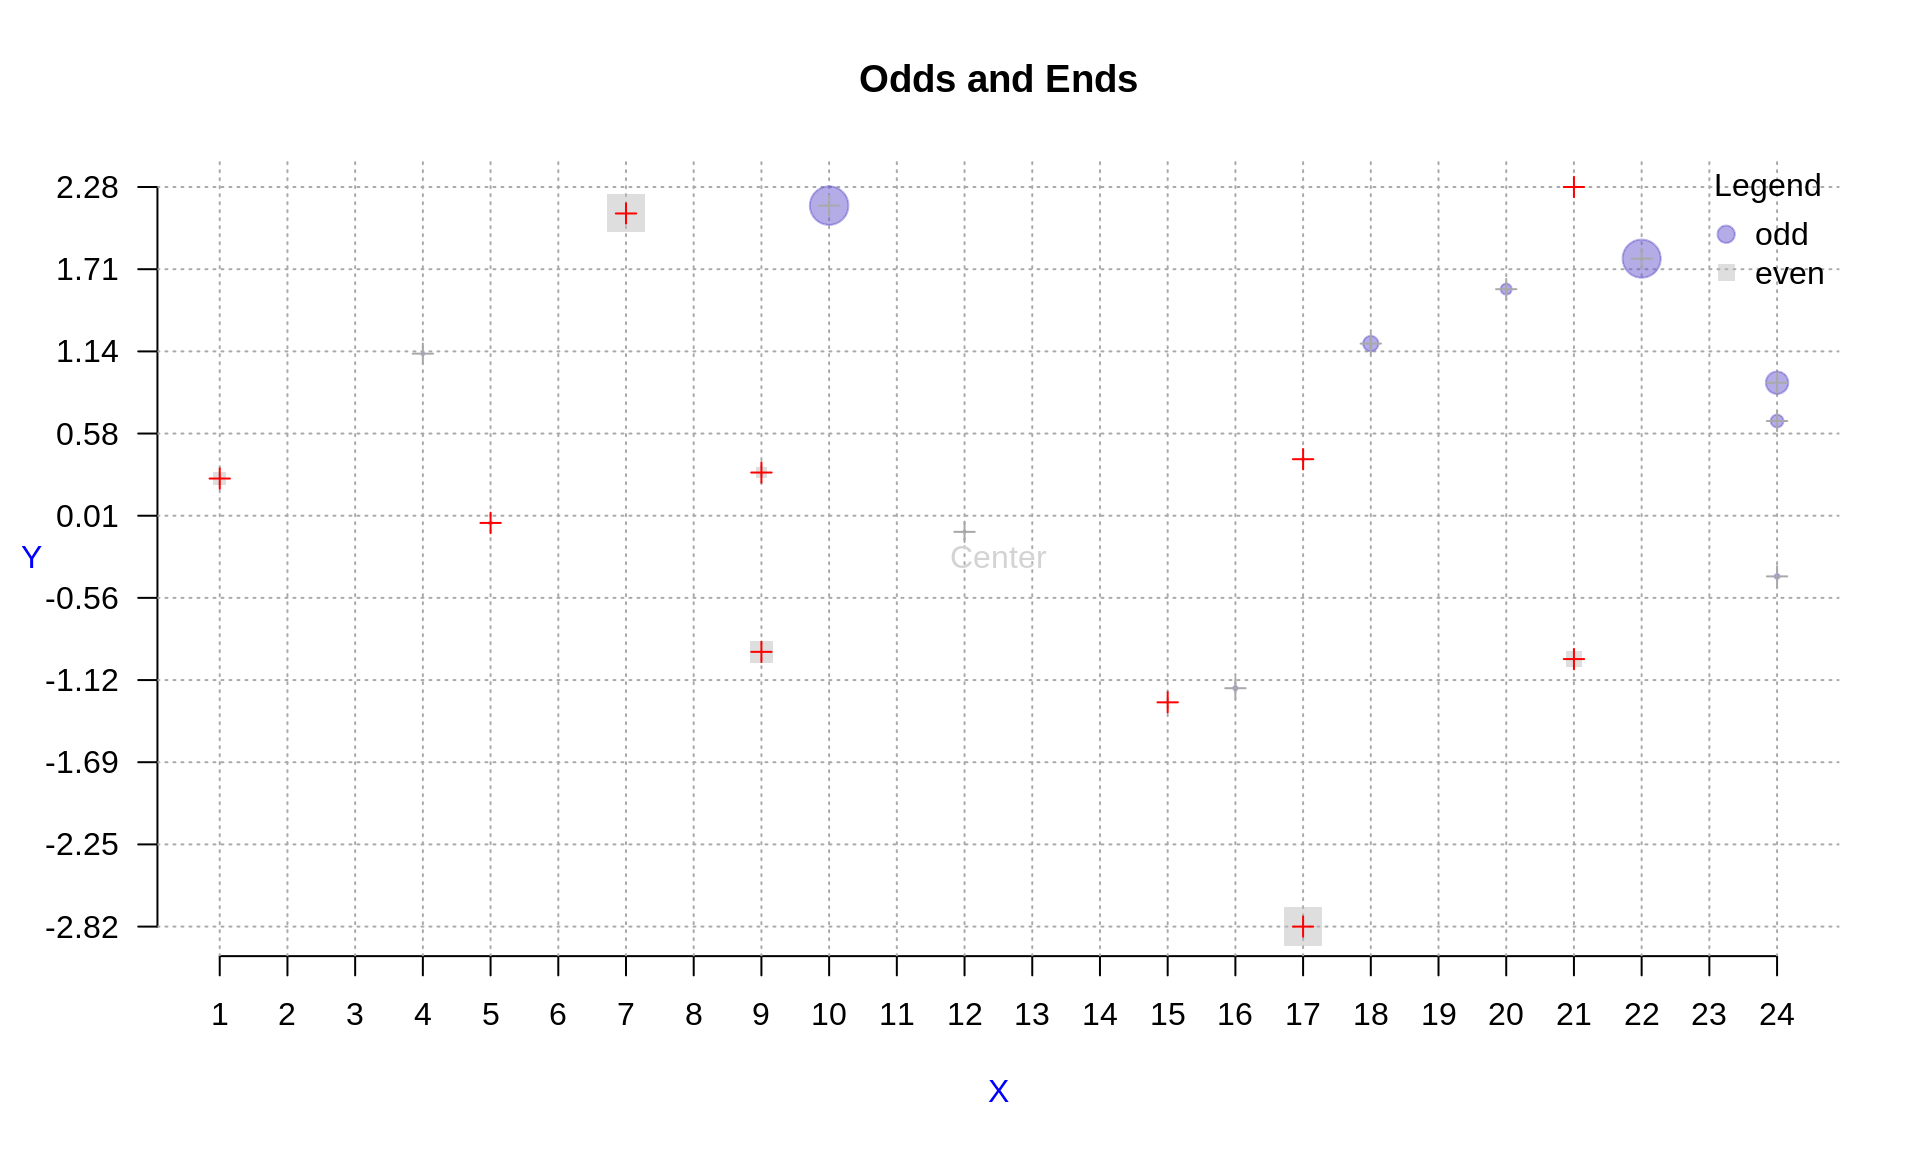 Odds and Ends
Legend
odd
even
2.28
1.71
1.14
0.58
0.01
-0.56
-1.12
-1.69
-2.25
-2.82
Y
Center
1 2 3 4 5 6 7 8 9 10 11 12 13 14 15 16 17 18 19 20 21 22 23 24
X